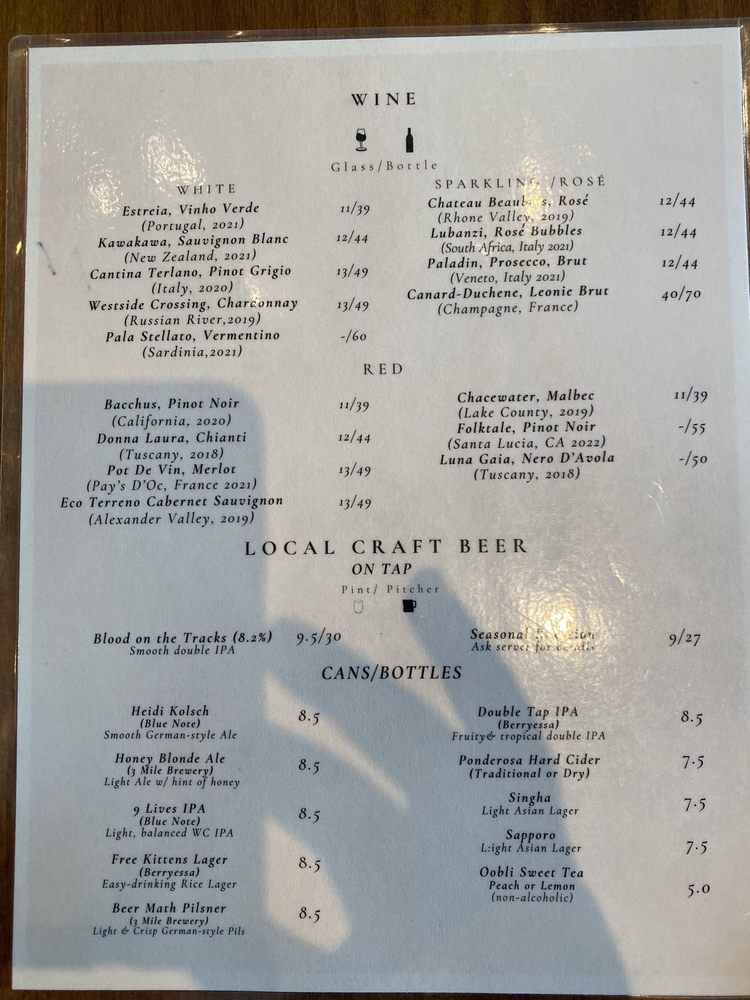 WINE
Glass/Bottle
WHITE
Estreia, Vinho Verde 11/39
(Portugal, 2021)
Kawakawa, Sauvignon Blanc 12/44
(New Zealand, 2021)
Cantina Terlano, Pinot Grigio 13/49
(Italy, 2020)
Westside Crossing, Chardonnay 13/49
(Russian River,2019)
Pala Stellato, Vermentino -/60
(Sardinia,2021)
SPARKLING /ROSÉ
Chateau Rosé 12/44
(Rhone Valley, 2019)
Lubanzi, Rosé Bubbles 12/44
(South Africa, Italy 2021)
Paladin, Prosecco, Brut 12/44
(Veneto, Italy 2021)
Canard-Duchene, Leonie Brut 40/70
(Champagne, France)
RED
Bacchus, Pinot Noir 11/39
(California, 2020)
Donna Laura, Chianti 12/44
(Tuscany, 2018)
Pot De Vin, Merlot 13/49
(Pay's D'Oc, France 2021)
Eco Terreno Cabernet Sauvignon 13/49
(Alexander Valley, 2019)
Chacewater, Malbec 11/39
(Lake County, 2019)
Folktale, Pinot Noir -/55
(Santa Lucia, CA 2022)
Luna Gaia, Nero D'Avola -/50
(Tuscany, 2018)
LOCAL CRAFT BEER
ON TAP
Pint/ Pitcher
Blood on the Tracks (8.2%) 9.5/30
Smooth double IPA
Seasonal 9/27
Ask server for details
CANS/BOTTLES
Heidi Kolsch 8.5
(Blue Note)
Smooth German-style Ale
Honey Blonde Ale 8.5
(3 Mile Brewery)
Light Ale w/ hint of honey
9 Lives IPA 8.5
(Blue Note)
Light, balanced WC IPA
Free Kittens Lager 8.5
(Berryessa)
Easy-drinking Rice Lager
Beer Math Pilsner 8.5
(3 Mile Brewery)
Light & Crisp German-style Pils
Double Tap IPA 8.5
(Berryessa)
Fruity& tropical double IPA
Ponderosa Hard Cider 7.5
(Traditional or Dry)
Singha 7.5
Light Asian Lager
Sapporo 7.5
L:ight Asian Lager
Oobli Sweet Tea 5.0
Peach or Lemon
(non-alcoholic)